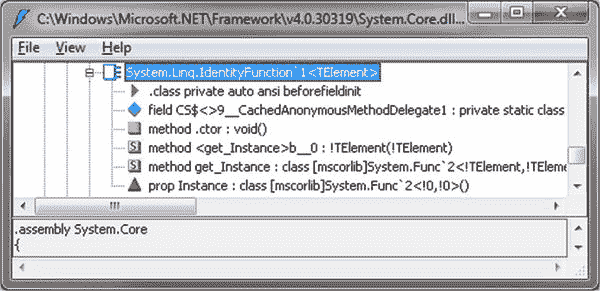 C:\Windows\Microsoft.NET\Framework\v4.0.30319\System.Core.dll...
File View Help
System.Linq.IdentityFunction`1<TElement>
.class private auto ansi beforefieldinit
field CS$<>9__CachedAnonymousMethodDelegate1 : private static class
method .ctor : void()
method <get_Instance>b__0 : !TElement(!TElement)
method get_Instance : class [mscorlib]System.Func`2<!TElement,!TEleme
prop Instance : class [mscorlib]System.Func`2<!0,!0>()
.assembly System.Core
{